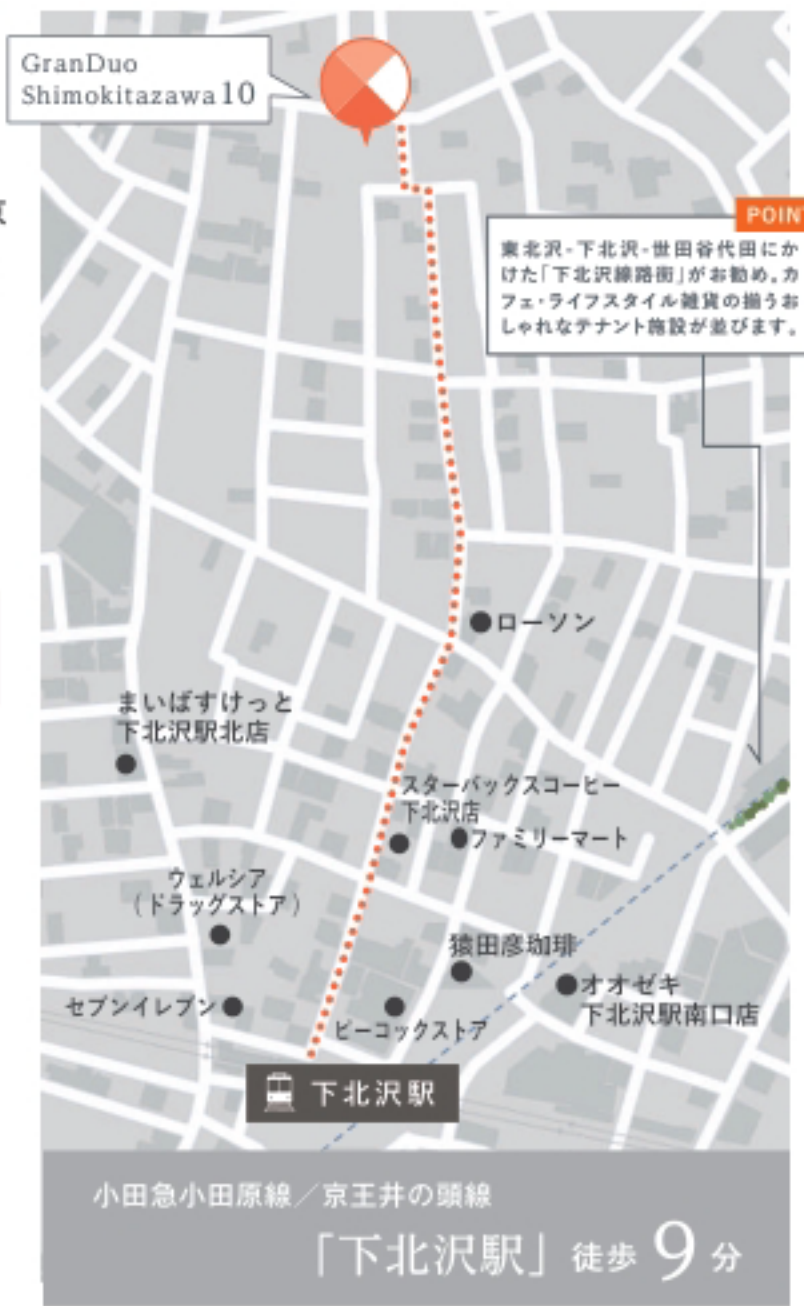 GranDuo
Shimokitazawa10
京
POINT
東北沢-下北沢-世田谷代田にか
けた「下北沢線路街」がお勧め。カ
フェ・ライフスタイル雑貨の揃うお
しゃれなテナント施設が並びます。
ローソン
まいばすけっと
下北沢駅北店
スターバックスコーヒー
下北沢店
ファミリーマート
ウェルシア
(ドラッグストア)
猿田彦珈琲
オオゼキ
下北沢駅南口店
セブンイレブン
ピーコックストア
下北沢駅
小田急小田原線/京王井の頭線
「下北沢駅」徒歩9分